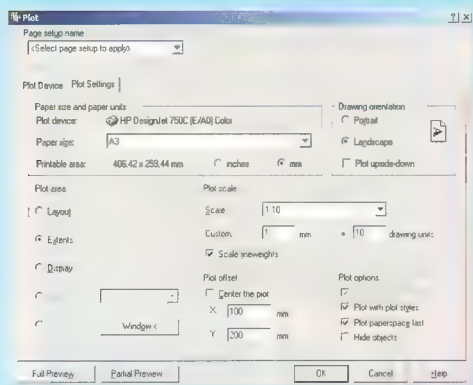 Plot
Page setup name
<Select page setup to apply>
Plot Device Plot Settings
Paper size and paper units
Plot device: HP DesignJet 750C (E/A0) Color
Paper size: A3
Printable area: 406.42 x 259.44 mm inches mm
Drawing orientation
Portrait
Landscape
Plot upside-down
Plot area
Layout
Extents
Display
Window <
Plot scale
Scale 1:10
Custom 1 mm = 10 drawing units
Scale lineweights
Plot offset
Center the plot
X 100 mm
Y 200 mm
Plot options
Plot with plot styles
Plot paperspace last
Hide objects
Full Preview Partial Preview OK Cancel Help